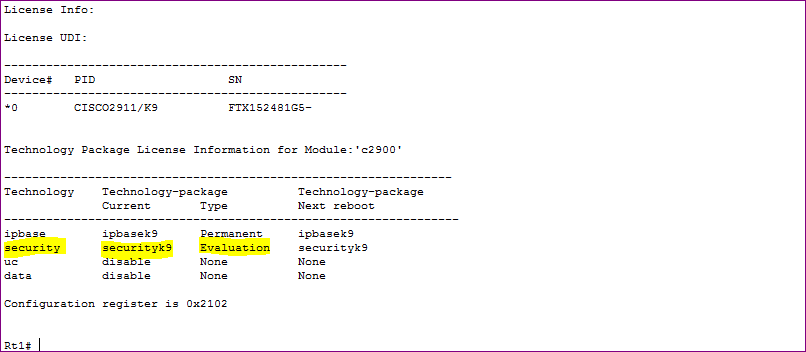 License Info:
License UDI:
-------------------------------------------------
Device#   PID                   SN
-------------------------------------------------
*0        CISCO2911/K9          FTX152481G5-
Technology Package License Information for Module:'c2900'
----------------------------------------------------------------
Technology    Technology-package          Technology-package
              Current       Type          Next reboot
-----------------------------------------------------------------
ipbase        ipbasek9      Permanent     ipbasek9
security      securityk9    Evaluation    securityk9
uc            disable       None          None
data          disable       None          None
Configuration register is 0x2102
Rt1#